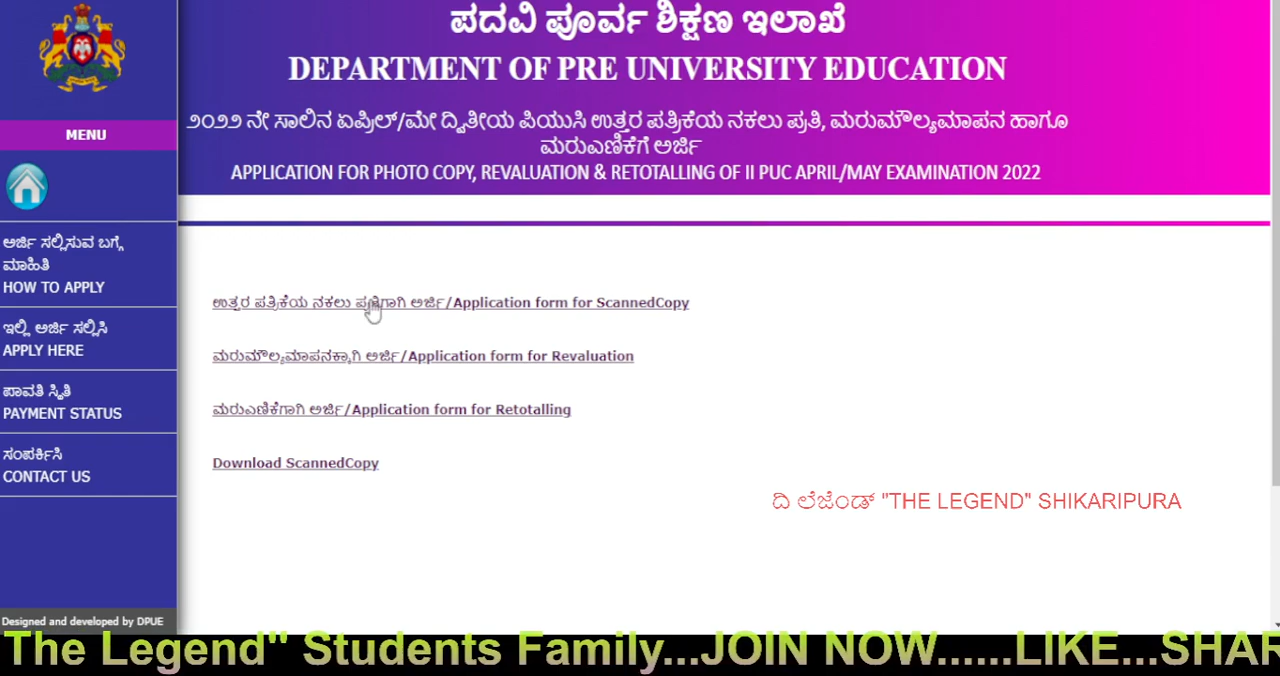 ಪದವಿ ಪೂರ್ವ ಶಿಕ್ಷಣ ಇಲಾಖೆ
DEPARTMENT OF PRE UNIVERSITY EDUCATION
೨೦೨೨ ನೇ ಸಾಲಿನ ಏಪ್ರಿಲ್/ಮೇ ದ್ವಿತೀಯ ಪಿಯುಸಿ ಉತ್ತರ ಪತ್ರಿಕೆಯ ನಕಲು ಪ್ರತಿ, ಮರುಮೌಲ್ಯಮಾಪನ ಹಾಗೂ
ಮರುಎಣಿಕೆಗೆ ಅರ್ಜಿ
APPLICATION FOR PHOTO COPY, REVALUATION & RETOTALLING OF II PUC APRIL/MAY EXAMINATION 2022
MENU
ಅರ್ಜಿ ಸಲ್ಲಿಸುವ ಬಗ್ಗೆ
ಮಾಹಿತಿ
HOW TO APPLY
ಇಲ್ಲಿ ಅರ್ಜಿ ಸಲ್ಲಿಸಿ
APPLY HERE
ಪಾವತಿ ಸ್ಥಿತಿ
PAYMENT STATUS
ಸಂಪರ್ಕಿಸಿ
CONTACT US
Designed and developed by DPUE
ಉತ್ತರ ಪತ್ರಿಕೆಯ ನಕಲು ಅರ್ಜಿ/Application form for ScannedCopy
ಮರುಮೌಲ್ಯಮಾಪನಕ್ಕಾಗಿ ಅರ್ಜಿ/Application form for Revaluation
ಮರುಎಣಿಕೆಗಾಗಿ ಅರ್ಜಿ/Application form for Retotalling
Download ScannedCopy
ದಿ ಲೆಜೆಂಡ್ "THE LEGEND" SHIKARIPURA
The Legend" Students Family...JOIN NOW......LIKE...SHAR